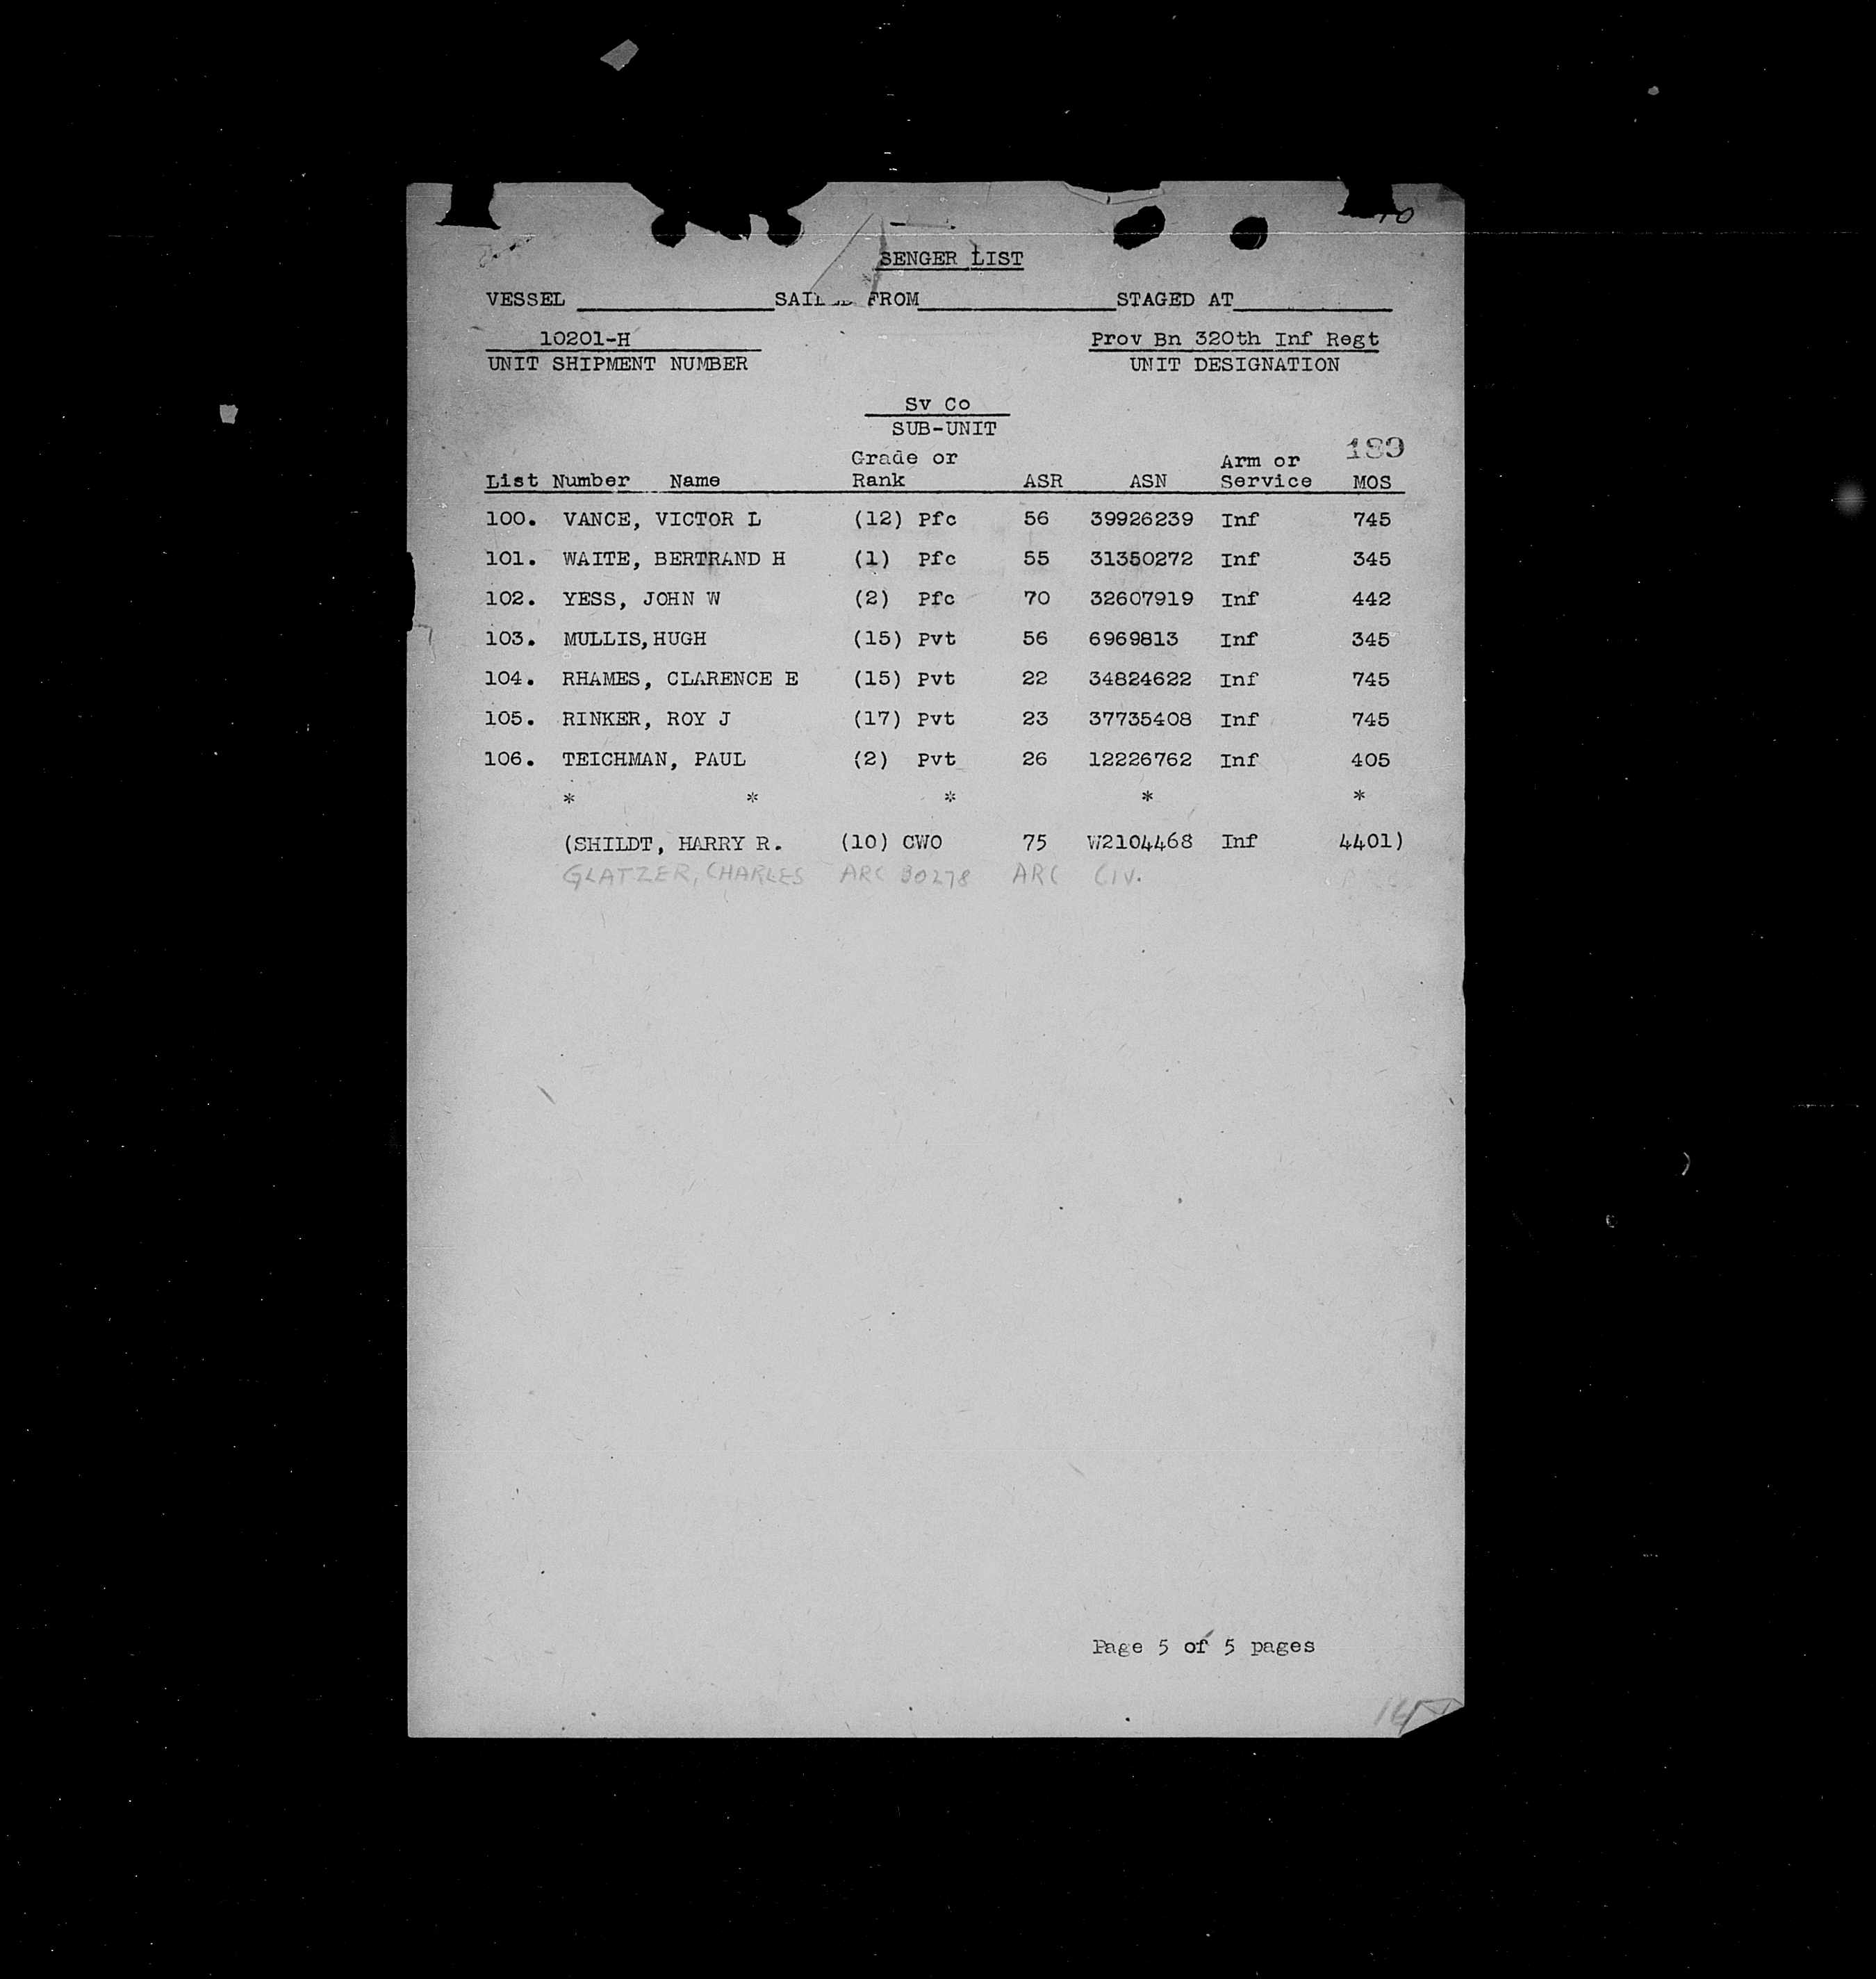 SENGER LIST
VESSEL SAILED FROM STAGED AT
10201-H Prov Bn 320th Inf Regt
UNIT SHIPMENT NUMBER UNIT DESIGNATION
Sv Co
SUB-UNIT
189
List Number Name Grade or Rank ASR ASN Arm or Service MOS
100. VANCE, VICTOR L (12) Pfc 56 39926239 Inf 745
101. WAITE, BERTRAND H (1) Pfc 55 31350272 Inf 345
102. YESS, JOHN W (2) Pfc 70 32607919 Inf 442
103. MULLIS, HUGH (15) Pvt 56 6969813 Inf 345
104. RHAMES, CLARENCE E (15) Pvt 22 34824622 Inf 745
105. RINKER, ROY J (17) Pvt 23 37735408 Inf 745
106. TEICHMAN, PAUL (2) Pvt 26 12226762 Inf 405
* * * * *
(SHILDT, HARRY R. (10) CWO 75 W2104468 Inf 4401)
GLATZER, CHARLES ARC 30278 ARC CIV.
Page 5 of 5 pages